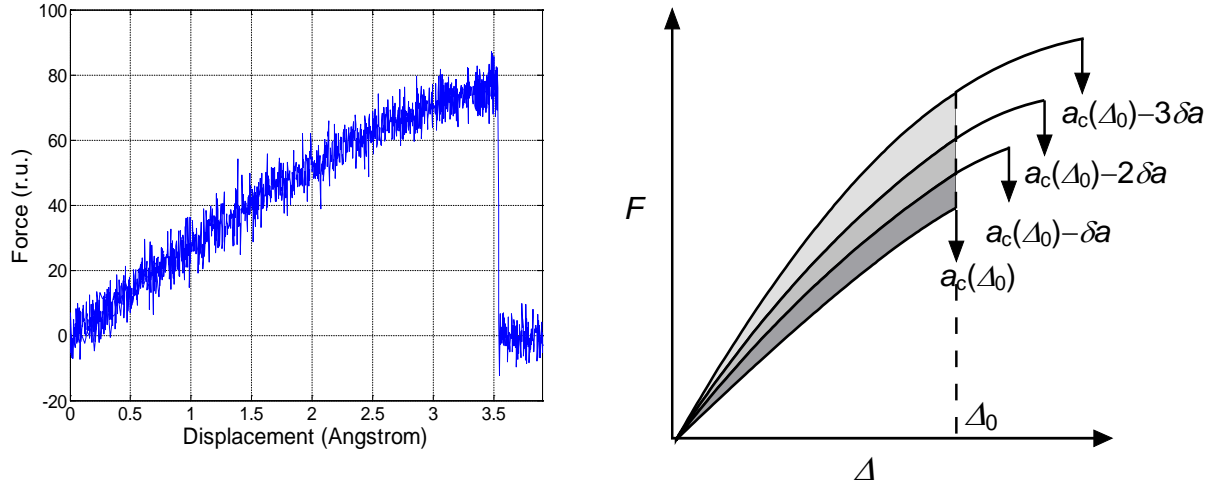 100
80
60
40
20
0
-20
Force (r.u.)
0 0.5 1 1.5 2 2.5 3 3.5
Displacement (Angstrom)
F
a_c(Δ_0)−3δa
a_c(Δ_0)−2δa
a_c(Δ_0)−δa
a_c(Δ_0)
Δ_0
Δ